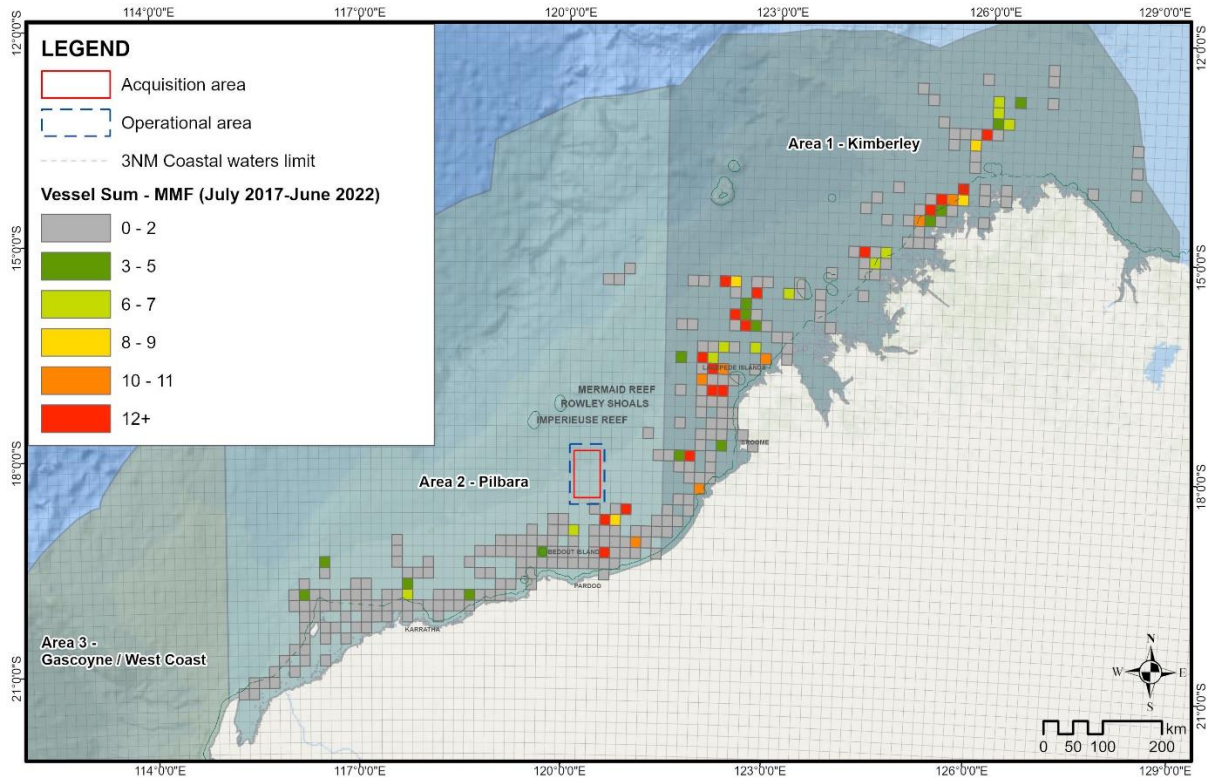 114°0'0"E
117°0'0"E
120°0'0"E
123°0'0"E
126°0'0"E
129°0'0"E
12°0'0"S
12°0'0"S
LEGEND
Acquisition area
Operational area
3NM Coastal waters limit
Vessel Sum - MMF (July 2017-June 2022)
0 - 2
3 - 5
6 - 7
8 - 9
10 - 11
12+
Area 1 - Kimberley
15°0'0"S
15°0'0"S
LACEPEDE ISLANDS
MERMAID REEF
ROWLEY SHOALS
IMPERIEUSE REEF
BROOME
18°0'0"S
18°0'0"S
Area 2 - Pilbara
BEDOUT ISLAND
PARDOO
KARRATHA
Area 3 -
Gascoyne / West Coast
21°0'0"S
21°0'0"S
N
W
E
S
km
0 50 100 200
114°0'0"E
117°0'0"E
120°0'0"E
123°0'0"E
126°0'0"E
129°0'0"E